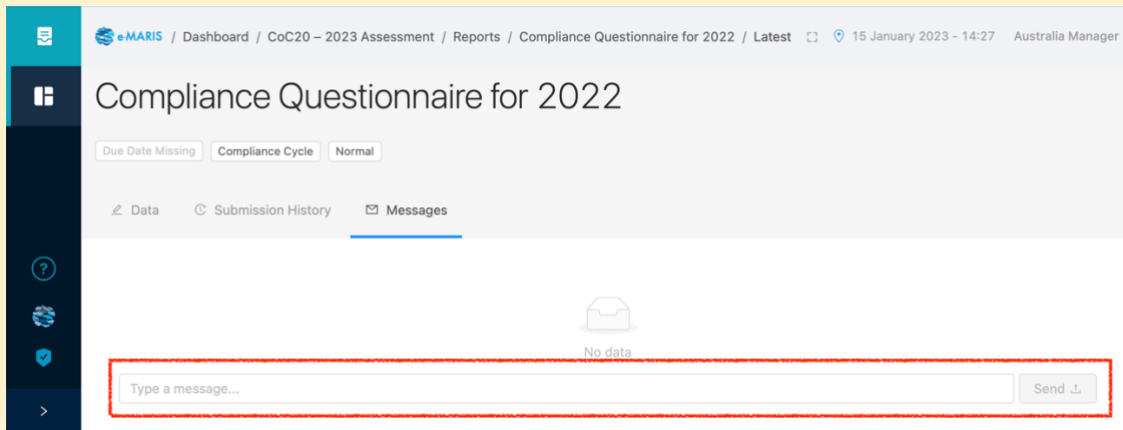 e-MARIS / Dashboard / CoC20 – 2023 Assessment / Reports / Compliance Questionnaire for 2022 / Latest 15 January 2023 - 14:27 Australia Manager
Compliance Questionnaire for 2022
Due Date Missing Compliance Cycle Normal
Data Submission History Messages
?
No data
Type a message... Send
>